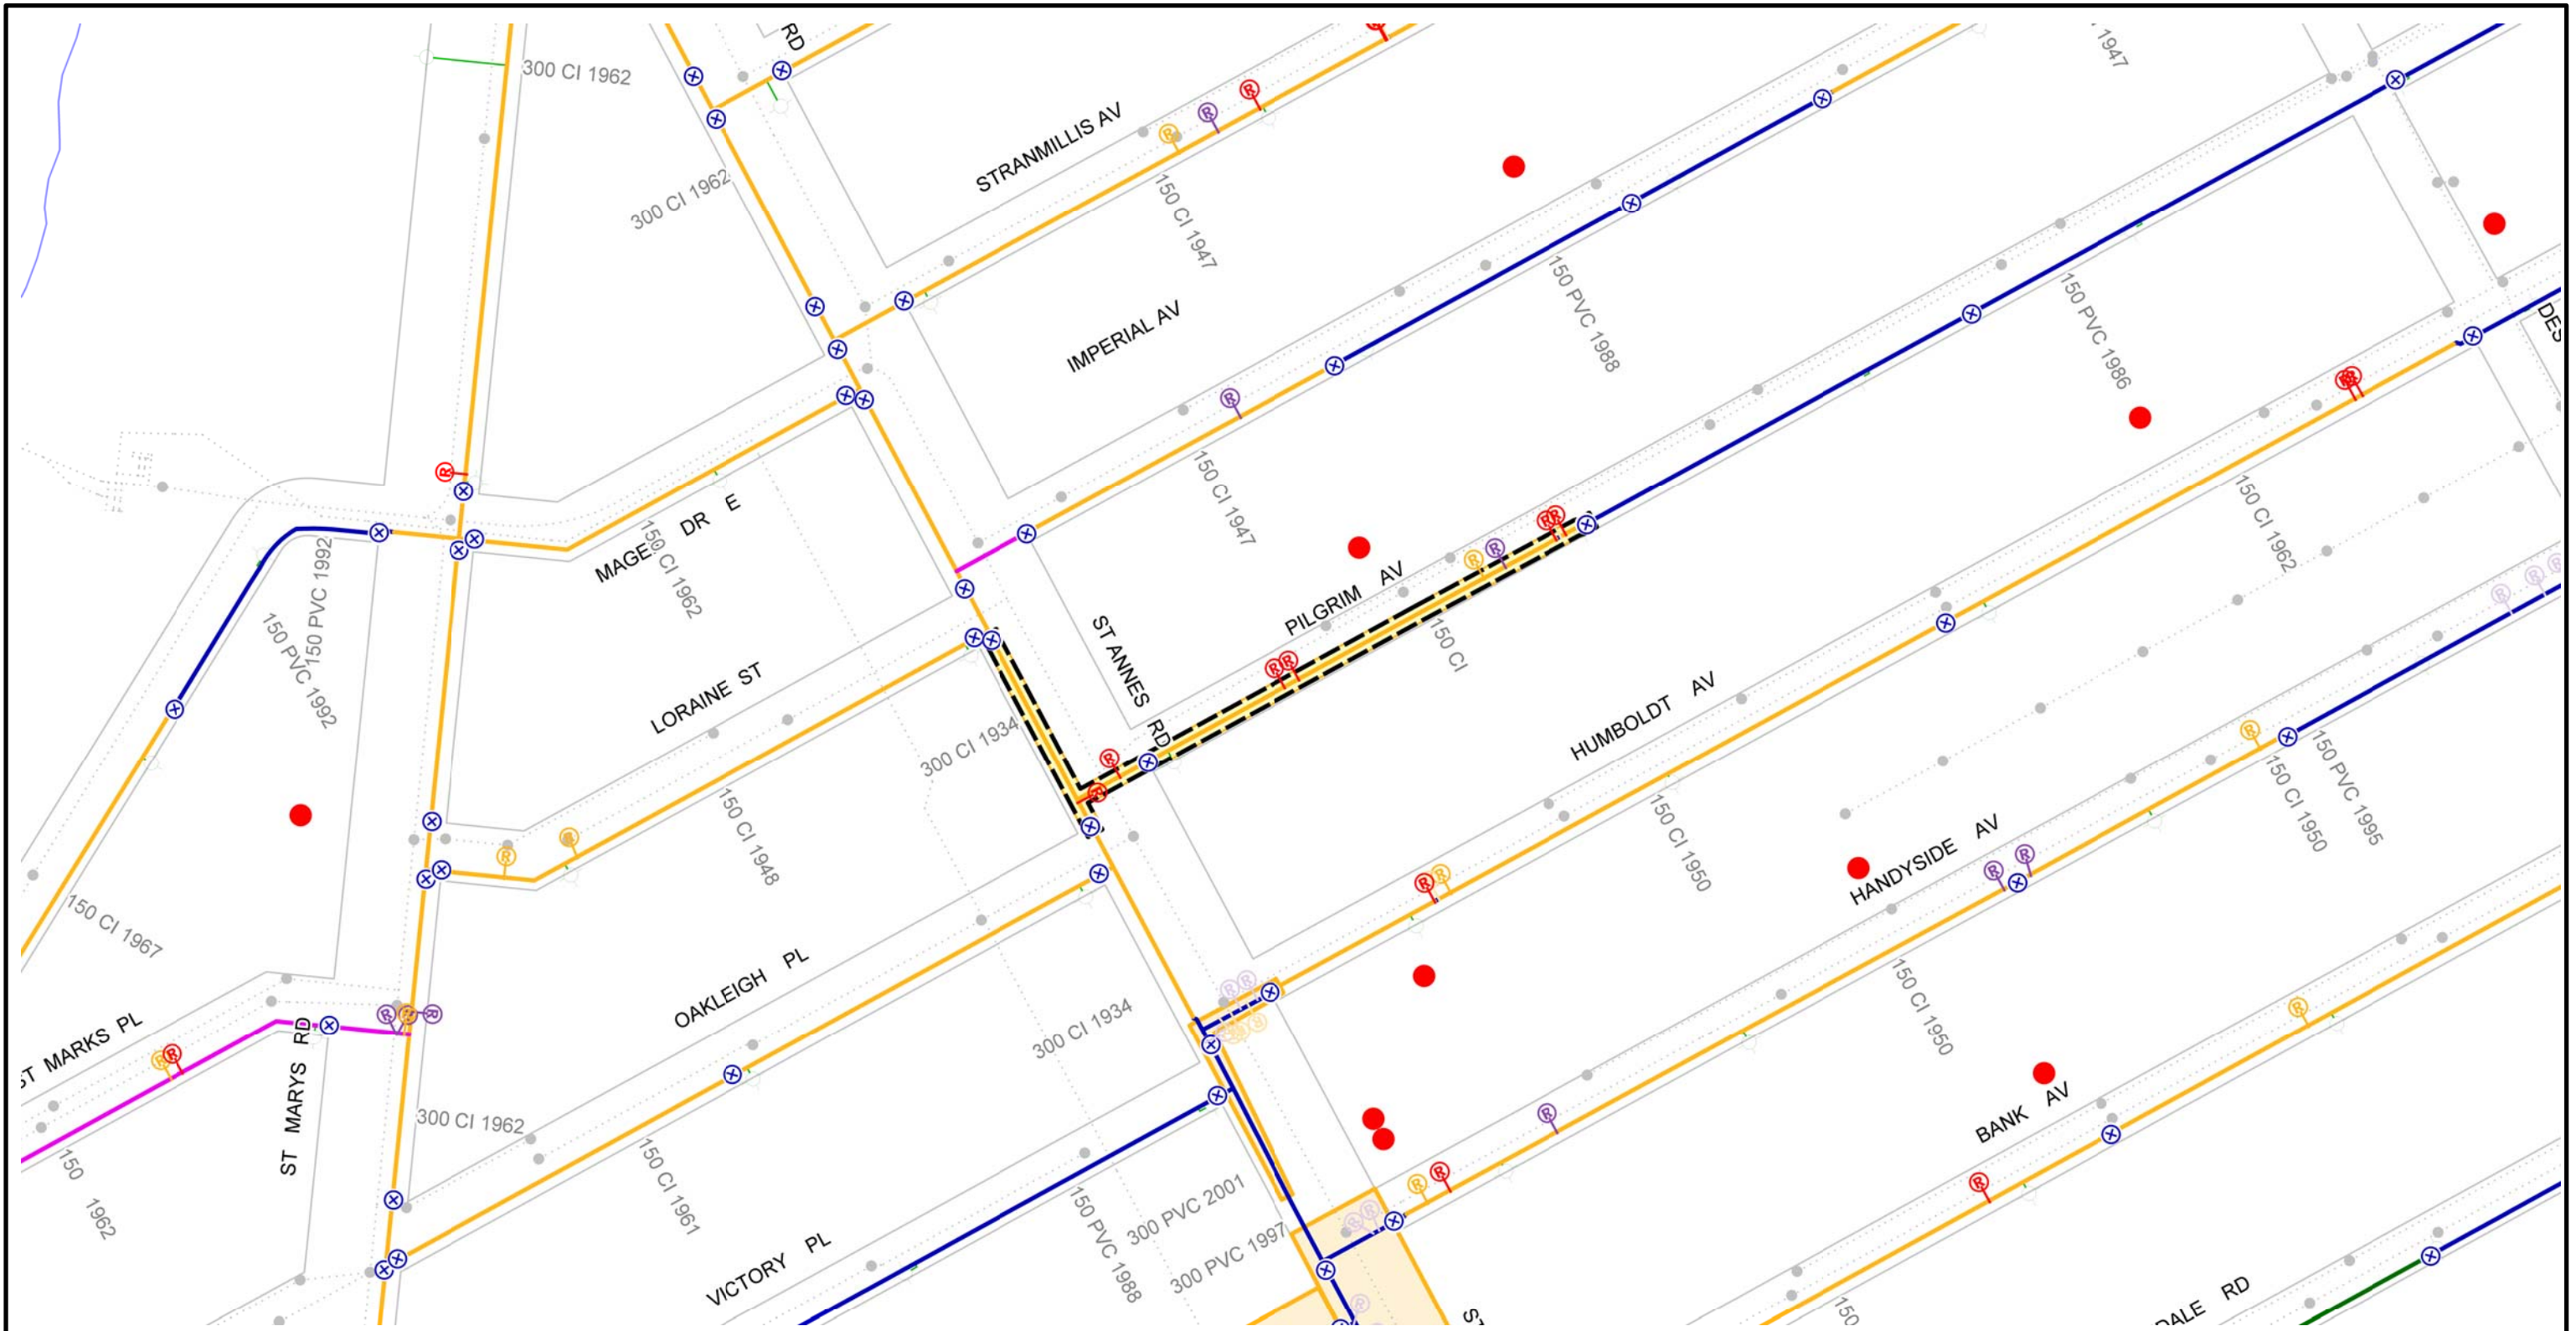 RD
1947
300 CI 1962
STRANMILLIS AV
300 CI 1962
150 CI 1947
IMPERIAL AV
150 PVC 1988
150 PVC 1986
DES
150 CI 1947
150 CI 1962
MAGEE DR E
150 CI 1962
150 PVC 1992
150 PVC 1992
PILGRIM AV
ST ANNES RD
150 CI
LORAINE ST
300 CI 1934
HUMBOLDT AV
150 CI 1948
150 CI 1950
150 PVC 1995
150 CI 1950
HANDYSIDE AV
150 CI 1967
OAKLEIGH PL
300 CI 1934
150 CI 1950
ST MARKS PL
ST MARYS RD
300 CI 1962
BANK AV
150 1962
150 CI 1961
300 PVC 2001
300 PVC 1997
150 PVC 1988
VICTORY PL
ST
150
DALE RD